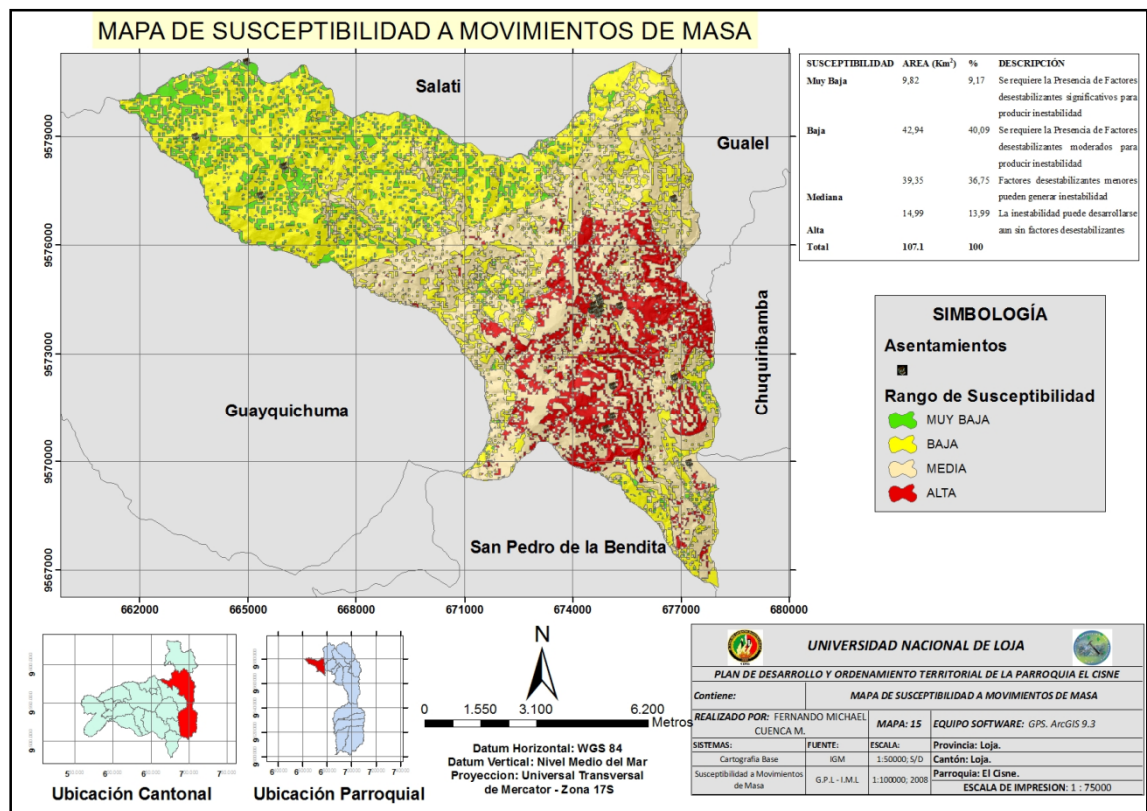 MAPA DE SUSCEPTIBILIDAD A MOVIMIENTOS DE MASA
Salati
Gualel
Chuquiribamba
Guayquichuma
San Pedro de la Bendita
9579000
9576000
9573000
9570000
9567000
662000 665000 668000 671000 674000 677000 680000
SUSCEPTIBILIDAD AREA (Km²) % DESCRIPCIÓN
Muy Baja 9,82 9,17 Se requiere la Presencia de Factores
desestabilizantes significativos para
producir inestabilidad
Baja 42,94 40,09 Se requiere la Presencia de Factores
desestabilizantes moderados para
producir inestabilidad
39,35 36,75 Factores desestabilizantes menores
Mediana pueden generar inestabilidad
14,99 13,99 La inestabilidad puede desarrollarse
Alta aun sin factores desestabilizantes
Total 107.1 100
SIMBOLOGÍA
Asentamientos
Rango de Susceptibilidad
MUY BAJA
BAJA
MEDIA
ALTA
Ubicación Cantonal
Ubicación Parroquial
N
0 1.550 3.100 6.200
Metros
Datum Horizontal: WGS 84
Datum Vertical: Nivel Medio del Mar
Proyeccion: Universal Transversal
de Mercator - Zona 17S
UNIVERSIDAD NACIONAL DE LOJA
PLAN DE DESARROLLO Y ORDENAMIENTO TERRITORIAL DE LA PARROQUIA EL CISNE
Contiene: MAPA DE SUSCEPTIBILIDAD A MOVIMIENTOS DE MASA
REALIZADO POR: FERNANDO MICHAEL
CUENCA M.
MAPA: 15
EQUIPO SOFTWARE: GPS. ArcGIS 9.3
SISTEMAS: FUENTE: ESCALA: Provincia: Loja.
Cartografía Base IGM 1:50000; S/D Cantón: Loja.
Susceptibilidad a Movimientos
de Masa
G.P.L - I.M.L 1:100000; 2008
Parroquia: El Cisne.
ESCALA DE IMPRESION: 1 : 75000